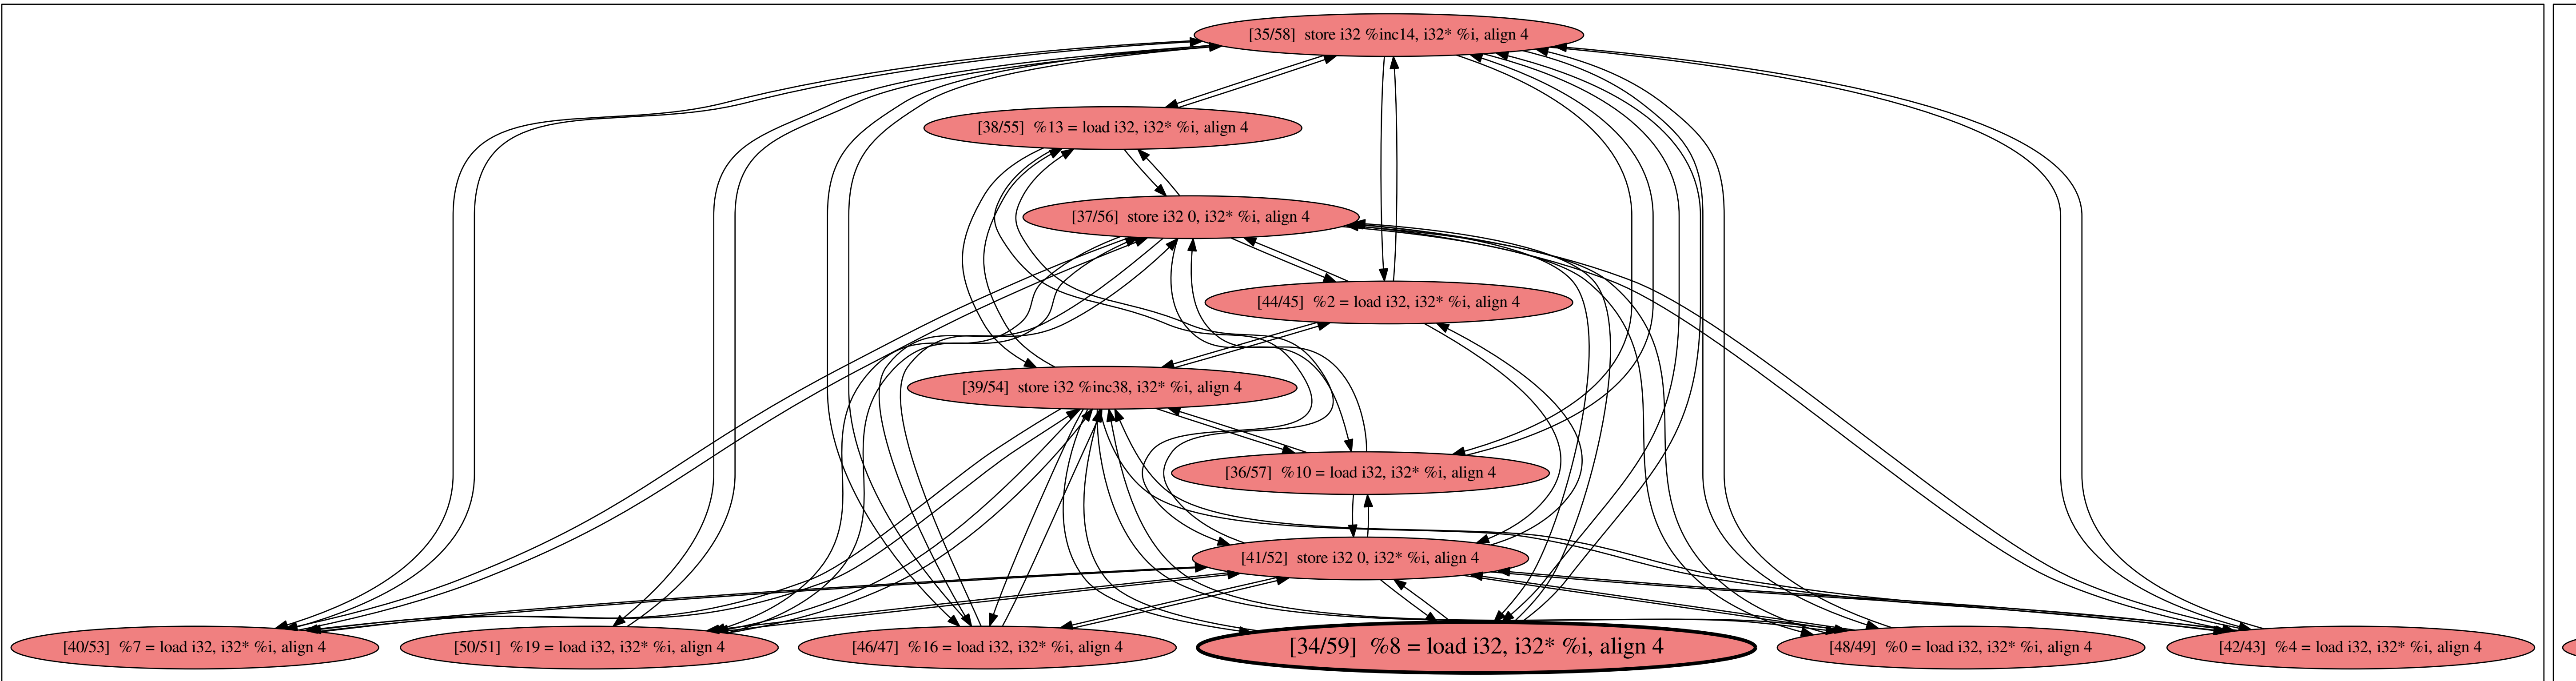 [35/58] store i32 %inc14, i32* %i, align 4
[38/55] %13 = load i32, i32* %i, align 4
[37/56] store i32 0, i32* %i, align 4
[44/45] %2 = load i32, i32* %i, align 4
[39/54] store i32 %inc38, i32* %i, align 4
[36/57] %10 = load i32, i32* %i, align 4
[41/52] store i32 0, i32* %i, align 4
[40/53] %7 = load i32, i32* %i, align 4
[50/51] %19 = load i32, i32* %i, align 4
[46/47] %16 = load i32, i32* %i, align 4
[34/59] %8 = load i32, i32* %i, align 4
[48/49] %0 = load i32, i32* %i, align 4
[42/43] %4 = load i32, i32* %i, align 4